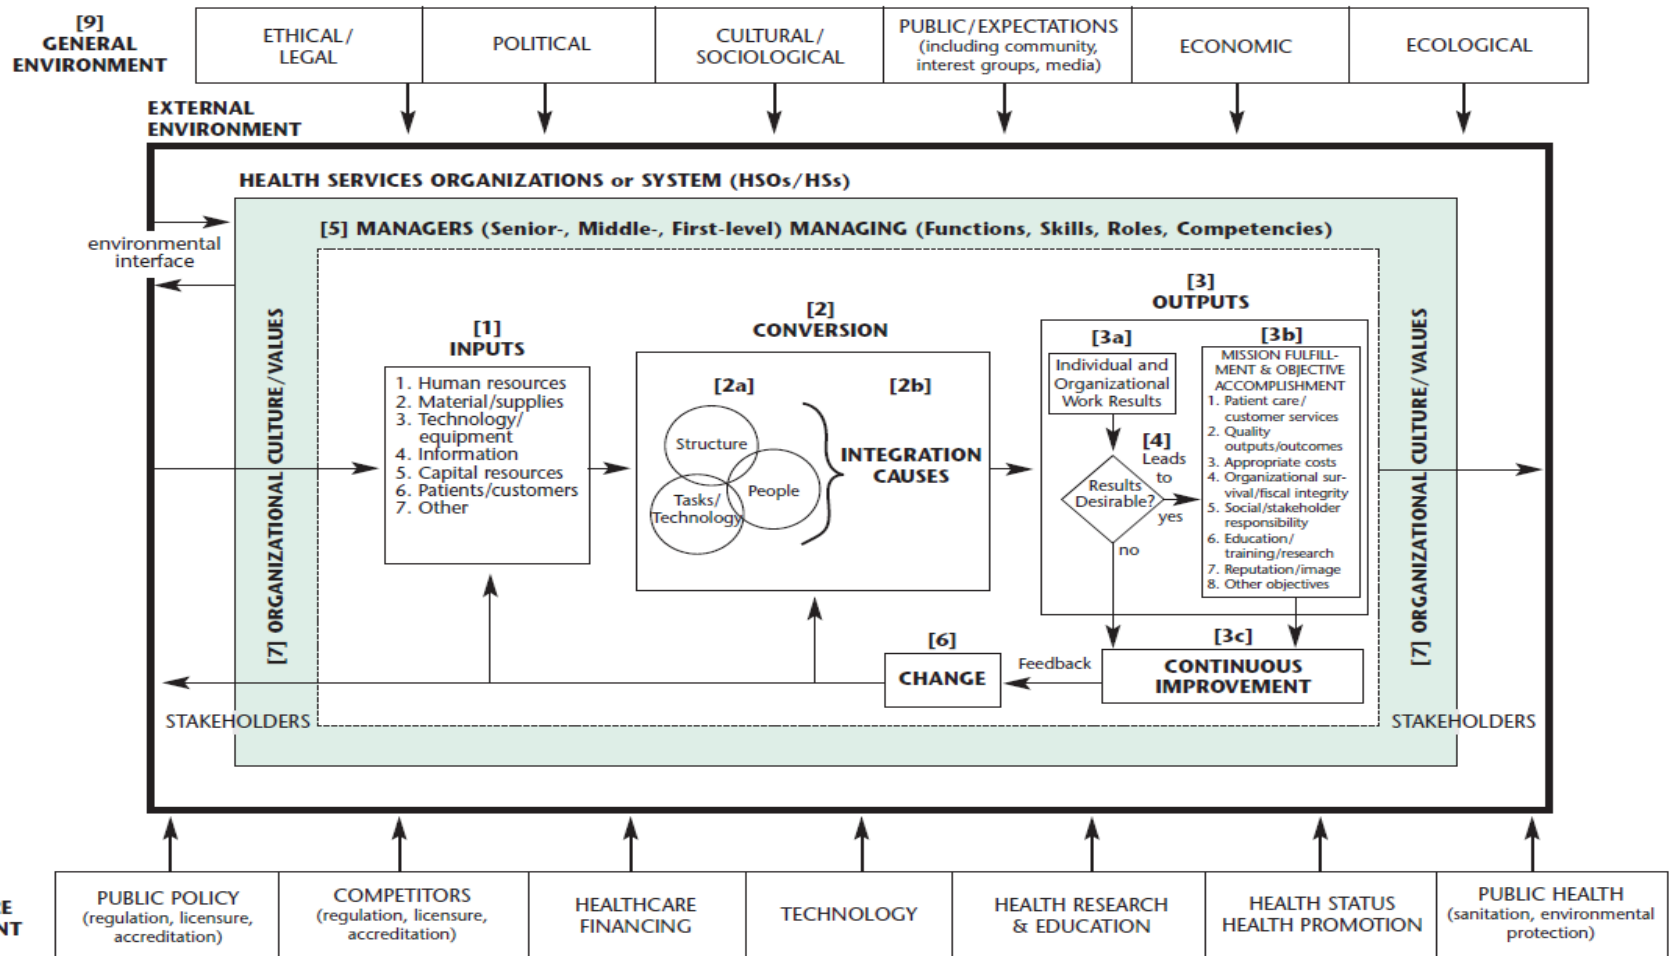 [9]
GENERAL
ENVIRONMENT
ETHICAL/
LEGAL
POLITICAL
CULTURAL/
SOCIOLOGICAL
PUBLIC/EXPECTATIONS
(including community,
interest groups, media)
ECONOMIC
ECOLOGICAL
EXTERNAL
ENVIRONMENT
HEALTH SERVICES ORGANIZATIONS or SYSTEM (HSOs/HSs)
environmental
interface
[5] MANAGERS (Senior-, Middle-, First-level) MANAGING (Functions, Skills, Roles, Competencies)
[7] ORGANIZATIONAL CULTURE/VALUES
[1]
INPUTS
1. Human resources
2. Material/supplies
3. Technology/
equipment
4. Information
5. Capital resources
6. Patients/customers
7. Other
[2]
CONVERSION
[2a]
Structure
People
Tasks/
Technology
[2b]
INTEGRATION
CAUSES
[3]
OUTPUTS
[3a]
Individual and
Organizational
Work Results
[4]
Leads
to
Results
Desirable?
yes
no
[3b]
MISSION FULFILL-
MENT & OBJECTIVE
ACCOMPLISHMENT
1. Patient care/
customer services
2. Quality
outputs/outcomes
3. Appropriate costs
4. Organizational sur-
vival/fiscal integrity
5. Social/stakeholder
responsibility
6. Education/
training/research
7. Reputation/image
8. Other objectives
[3c]
CONTINUOUS
IMPROVEMENT
Feedback
[6]
CHANGE
[7] ORGANIZATIONAL CULTURE/VALUES
STAKEHOLDERS
STAKEHOLDERS
RE
NT
PUBLIC POLICY
(regulation, licensure,
accreditation)
COMPETITORS
(regulation, licensure,
accreditation)
HEALTHCARE
FINANCING
TECHNOLOGY
HEALTH RESEARCH
& EDUCATION
HEALTH STATUS
HEALTH PROMOTION
PUBLIC HEALTH
(sanitation, environmental
protection)